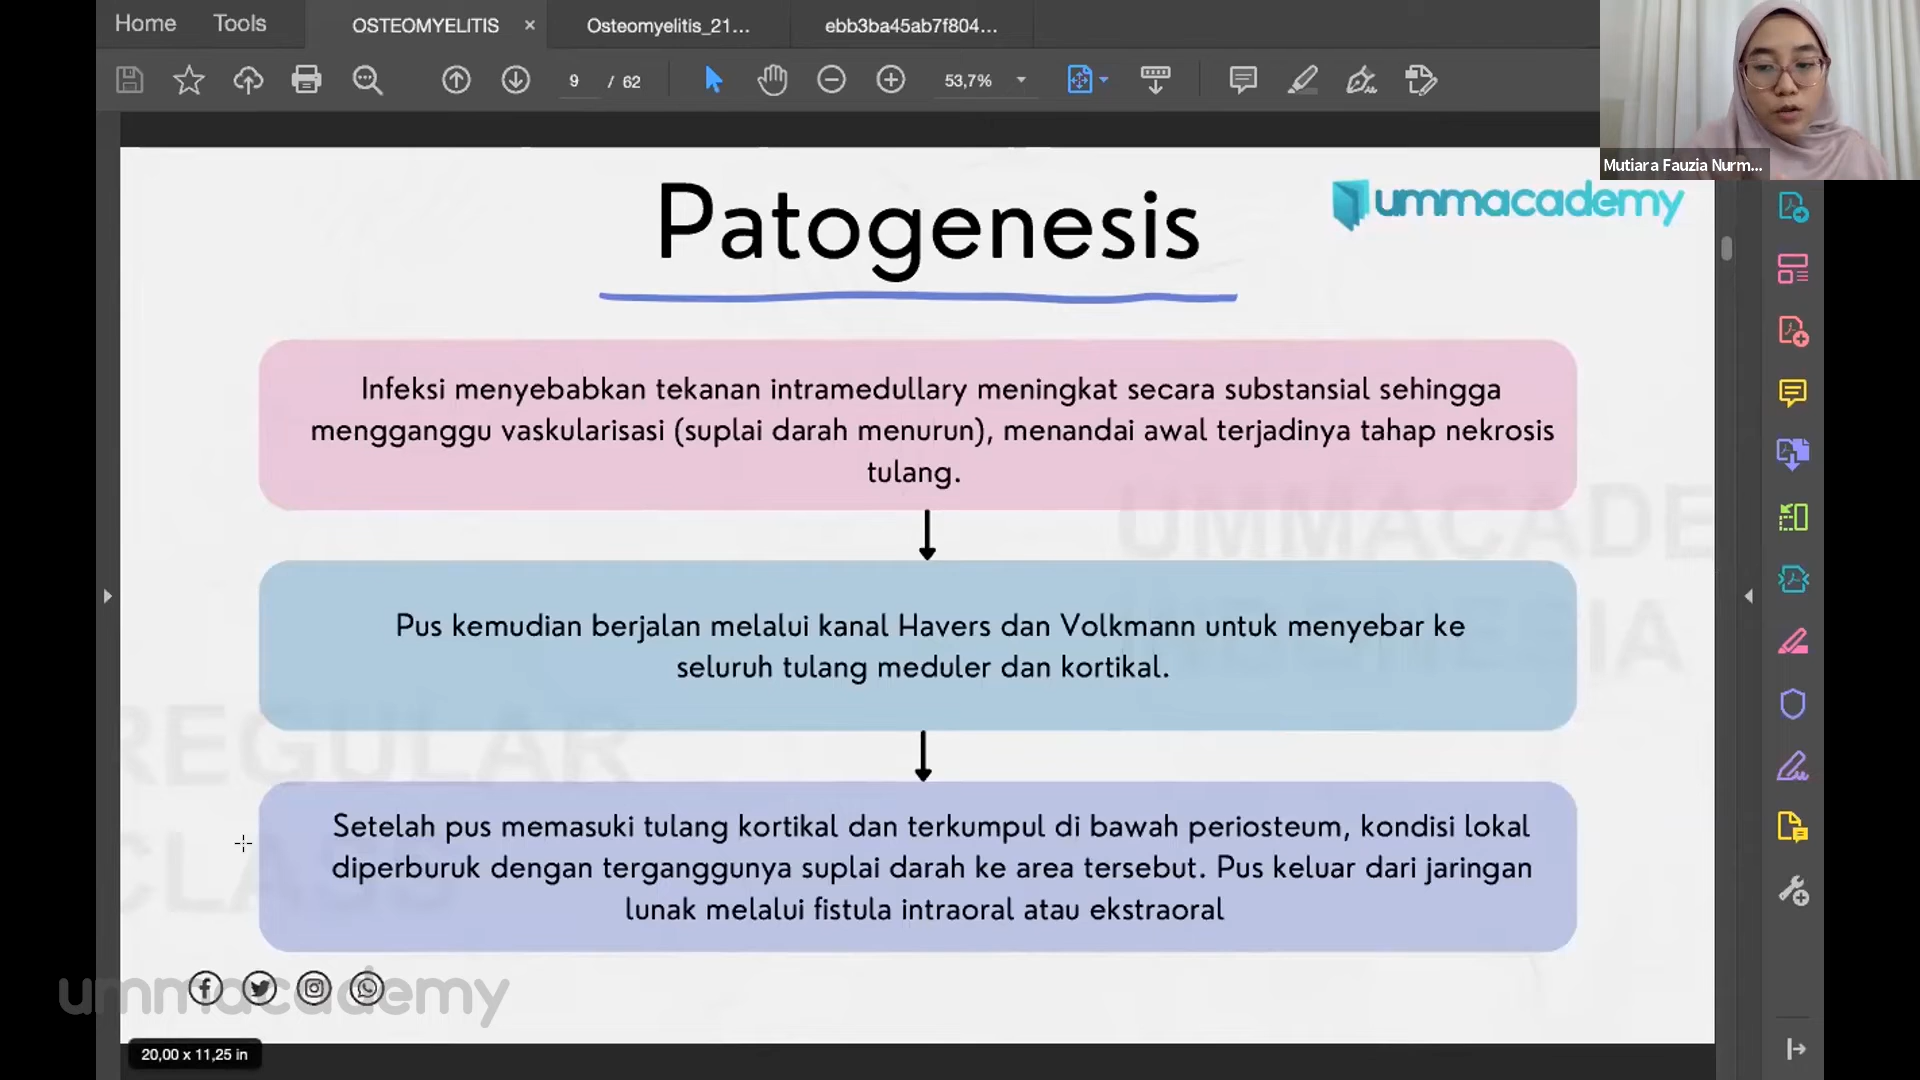 Home
Tools
OSTEOMYELITIS
×
Osteomyelitis_21...
ebb3ba45ab7f804...
9 / 62
53,7%
Mutiara Fauzia Nurm...
ummacademy
Patogenesis
Infeksi menyebabkan tekanan intramedullary meningkat secara substansial sehingga
mengganggu vaskularisasi (suplai darah menurun), menandai awal terjadinya tahap nekrosis
tulang.
UMMACADE
Pus kemudian berjalan melalui kanal Havers dan Volkmann untuk menyebar ke
seluruh tulang meduler dan kortikal.
REGULAR
CLASS
Setelah pus memasuki tulang kortikal dan terkumpul di bawah periosteum, kondisi lokal
diperburuk dengan terganggunya suplai darah ke area tersebut. Pus keluar dari jaringan
lunak melalui fistula intraoral atau ekstraoral
ummacademy
20,00 x 11,25 in